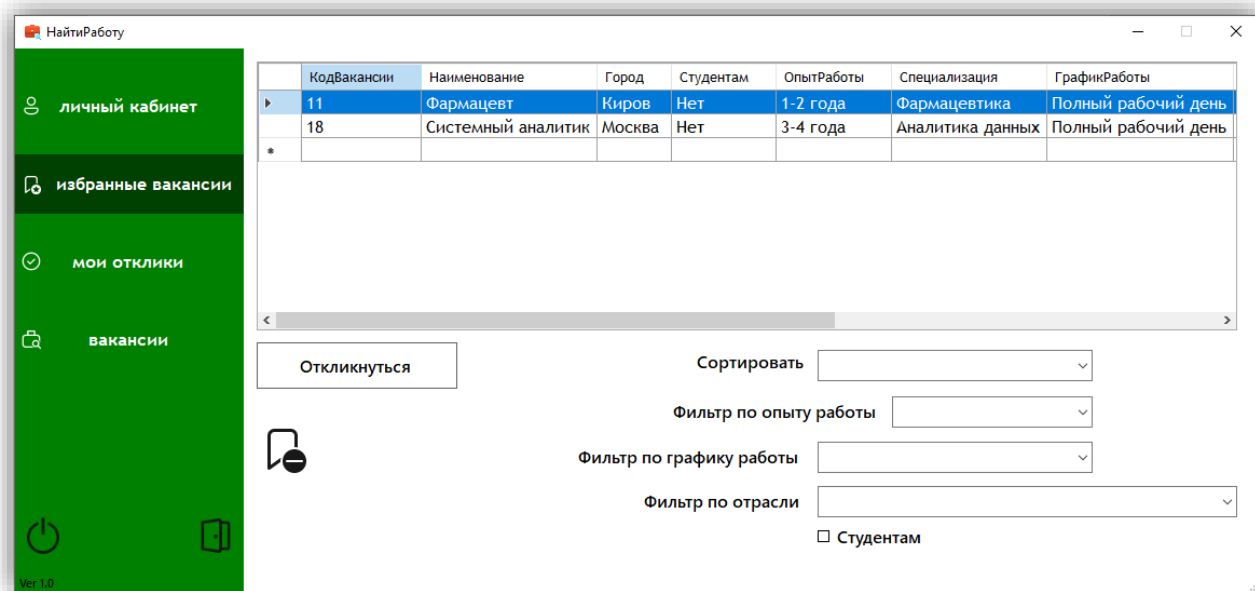 НайтиРаботу
личный кабинет
избранные вакансии
мои отклики
вакансии
Ver 1.0
КодВакансии Наименование Город Студентам ОпытРаботы Специализация ГрафикРаботы
11 Фармацевт Киров Нет 1-2 года Фармацевтика Полный рабочий день
18 Системный аналитик Москва Нет 3-4 года Аналитика данных Полный рабочий день
Откликнуться
Сортировать
Фильтр по опыту работы
Фильтр по графику работы
Фильтр по отрасли
Студентам